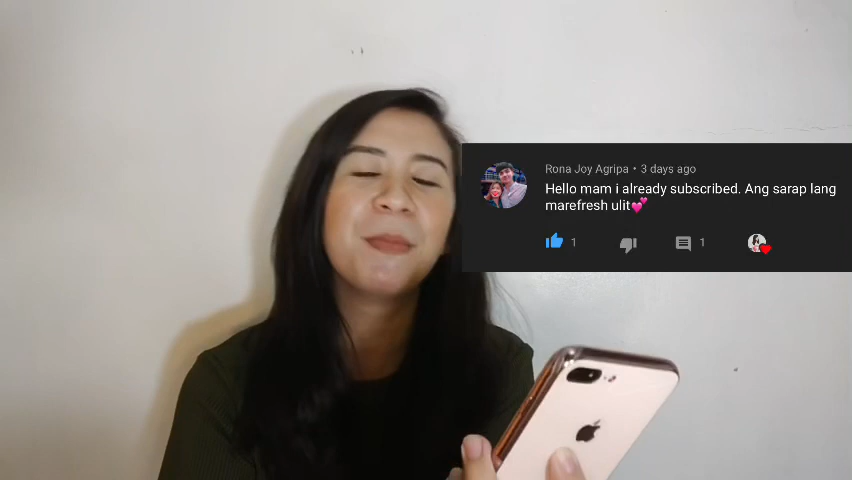 Rona Joy Agripa • 3 days ago
Hello mam i already subscribed. Ang sarap lang
marefresh ulit💕
1 1